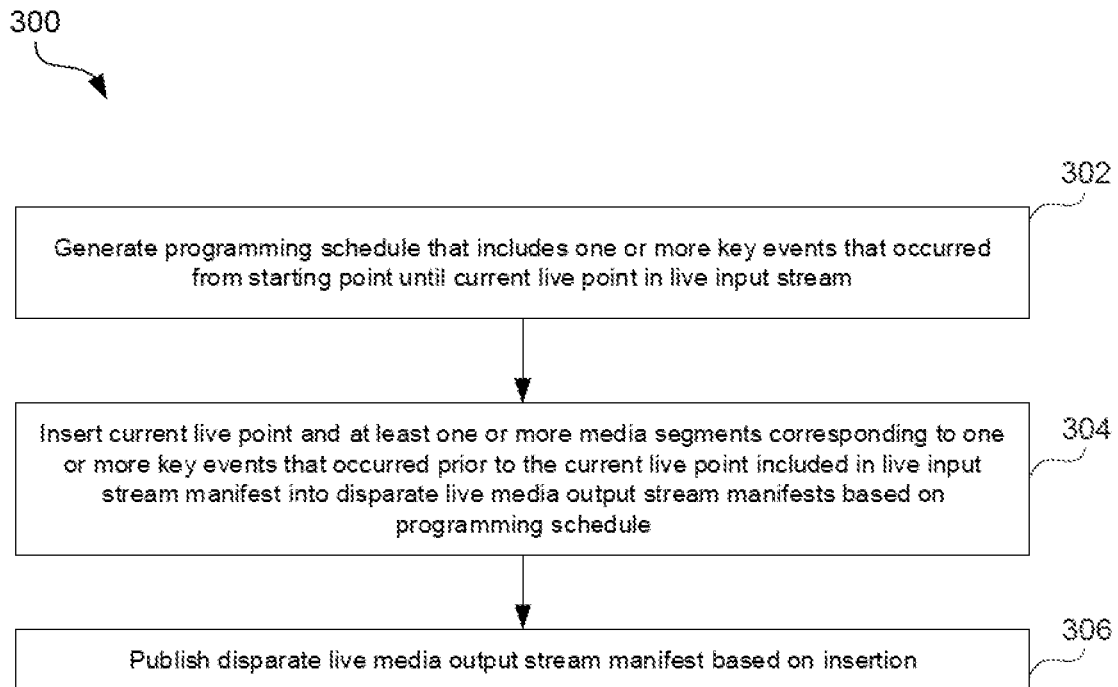 300
302
Generate programming schedule that includes one or more key events that occurred
from starting point until current live point in live input stream
Insert current live point and at least one or more media segments corresponding to one
or more key events that occurred prior to the current live point included in live input
stream manifest into disparate live media output stream manifests based on
programming schedule
304
306
Publish disparate live media output stream manifest based on insertion